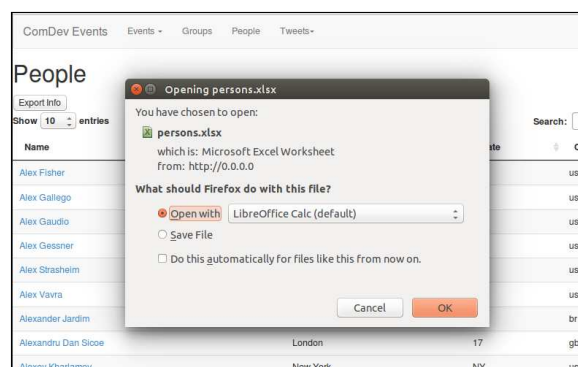 ComDev Events Events Groups People Tweets
People
Export Info
Show 10 entries Search:
Name
Alex Fisher
Alex Gallego
Alex Gaudio
Alex Gessner
Alex Strasheim
Alex Vavra
Alexander Jardim
Alexandru Dan Sicoe London 17 gb
New York NY
Opening persons.xlsx
You have chosen to open:
persons.xlsx
which is: Microsoft Excel Worksheet
from: http://0.0.0.0
What should Firefox do with this file?
Open with LibreOffice Calc (default)
Save File
Do this automatically for files like this from now on.
Cancel OK